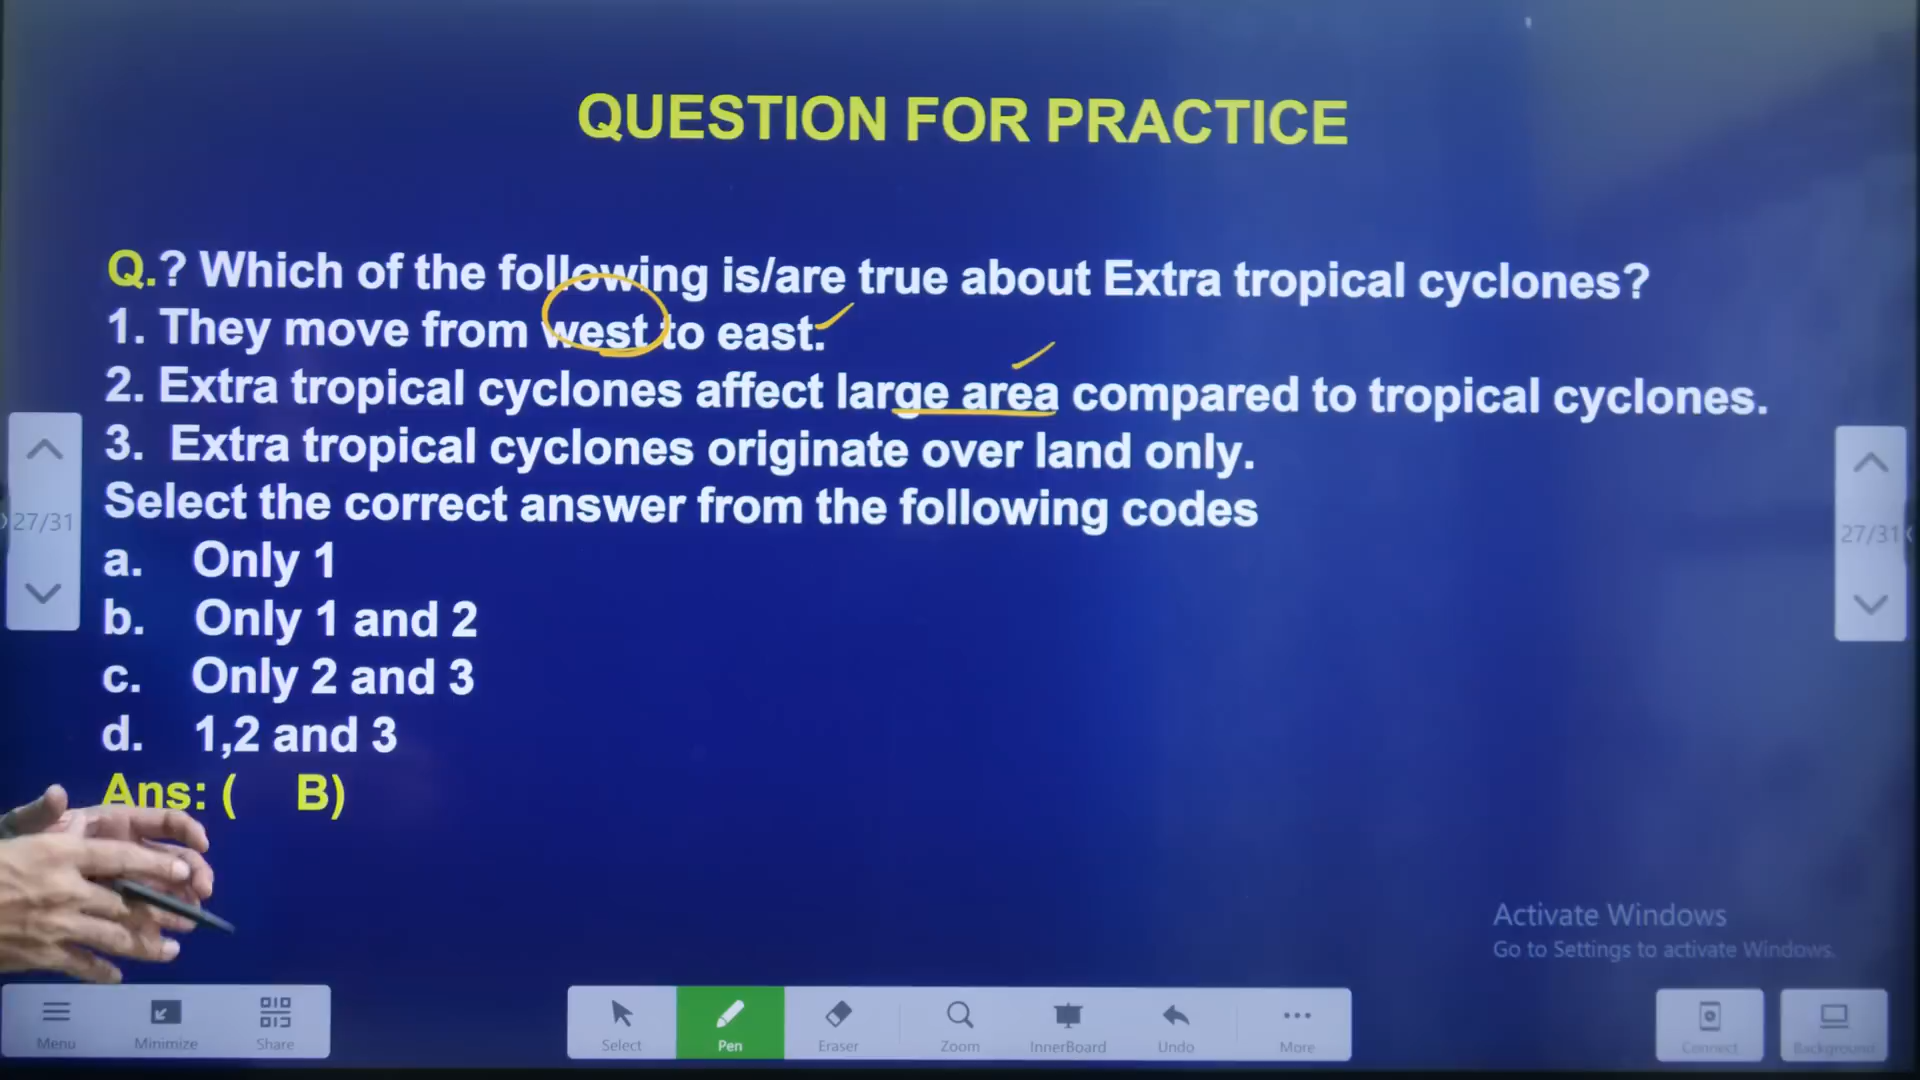 QUESTION FOR PRACTICE
Q.? Which of the following is/are true about Extra tropical cyclones?
1. They move from west to east.
2. Extra tropical cyclones affect large area compared to tropical cyclones.
3. Extra tropical cyclones originate over land only.
Select the correct answer from the following codes
a. Only 1
b. Only 1 and 2
c. Only 2 and 3
d. 1,2 and 3
Ans: ( B)
27/31
27/31
Activate Windows
Go to Settings to activate Windows.
Menu Minimize Share Select Pen Eraser Zoom InnerBoard Undo More Connect Background